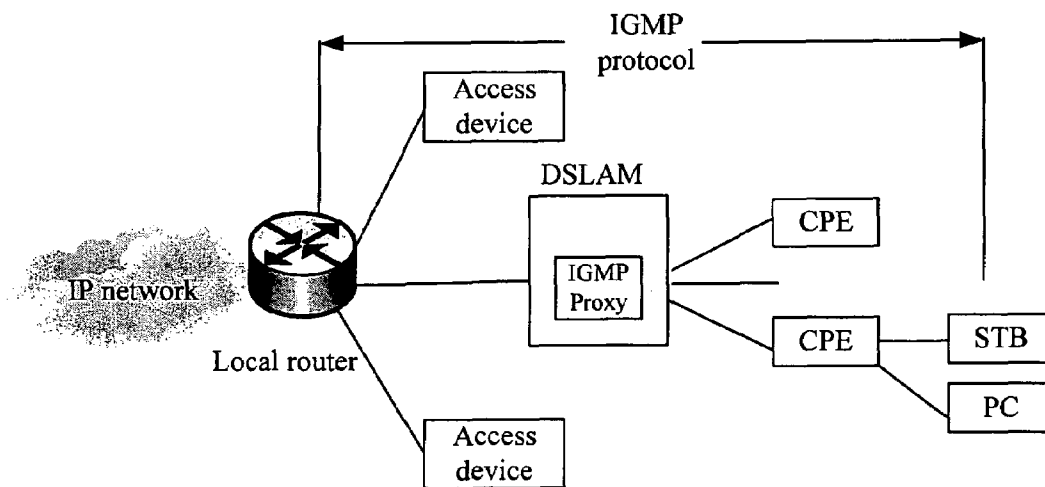 IGMP
protocol
Access
device
DSLAM
CPE
IGMP
Proxy
IP network
CPE
STB
Local router
PC
Access
device